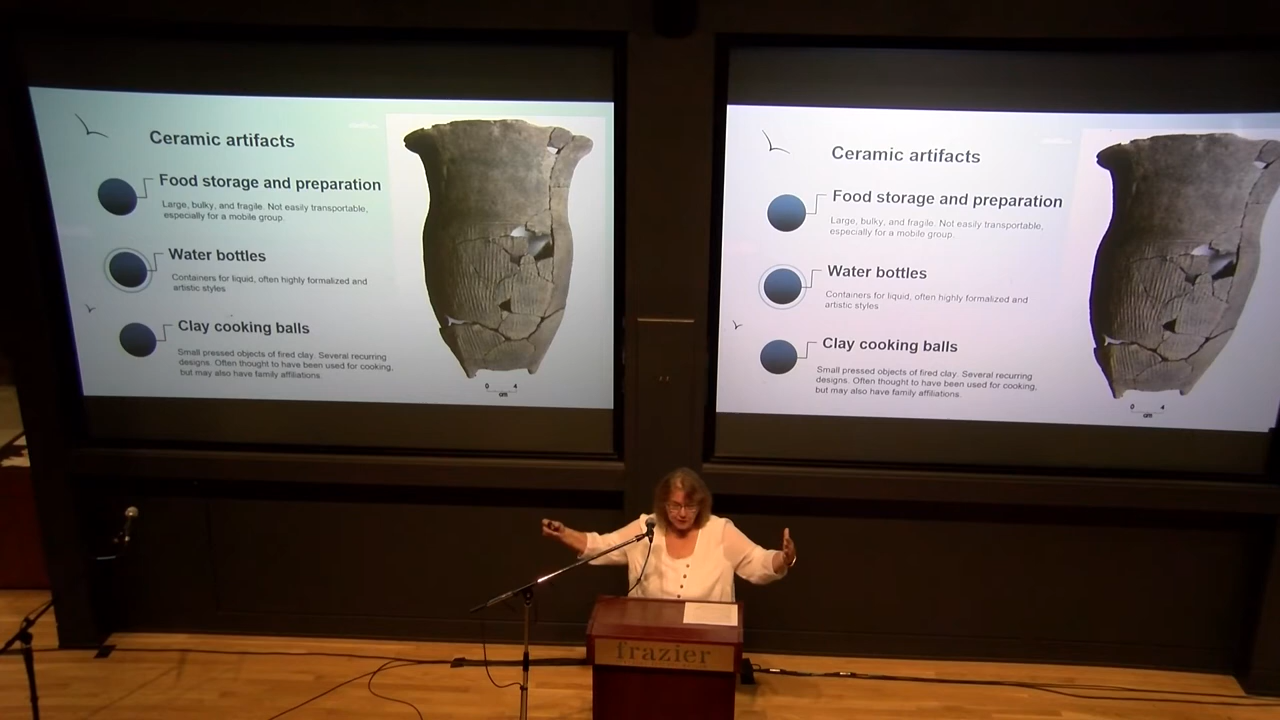 Ceramic artifacts
Food storage and preparation
Large, bulky, and fragile. Not easily transportable,
especially for a mobile group.
Water bottles
Containers for liquid, often highly formalized and
artistic styles
Clay cooking balls
Small pressed objects of fired clay. Several recurring
designs. Often thought to have been used for cooking,
but may also have family affiliations.
0 4
cm
Ceramic artifacts
Food storage and preparation
Large, bulky, and fragile. Not easily transportable,
especially for a mobile group.
Water bottles
Containers for liquid, often highly formalized and
artistic styles
Clay cooking balls
Small pressed objects of fired clay. Several recurring
designs. Often thought to have been used for cooking,
but may also have family affiliations.
0 4
cm
frazier